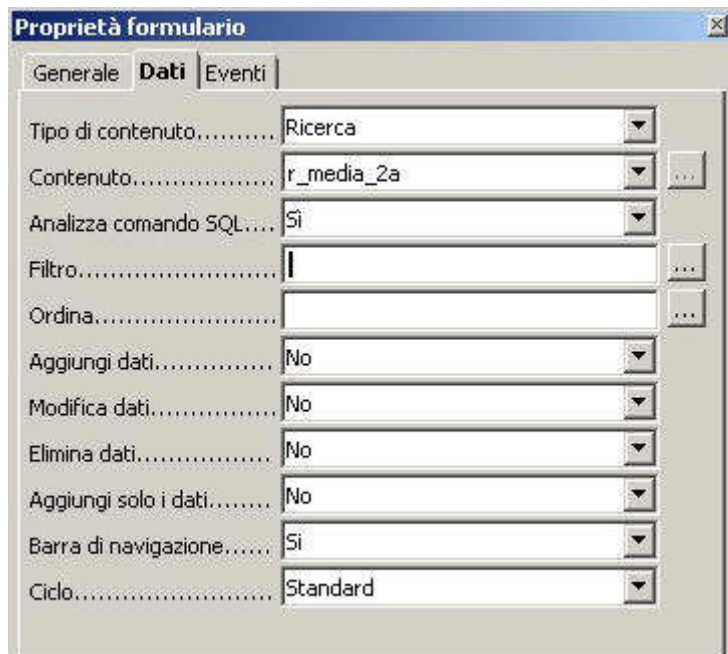 Proprietà formulario
Generale Dati Eventi
Tipo di contenuto.......... Ricerca
Contenuto.................. r_media_2a ...
Analizza comando SQL.... Sì
Filtro........................ ...
Ordina....................... ...
Aggiungi dati............... No
Modifica dati............... No
Elimina dati................. No
Aggiungi solo i dati........ No
Barra di navigazione...... Si
Ciclo......................... Standard